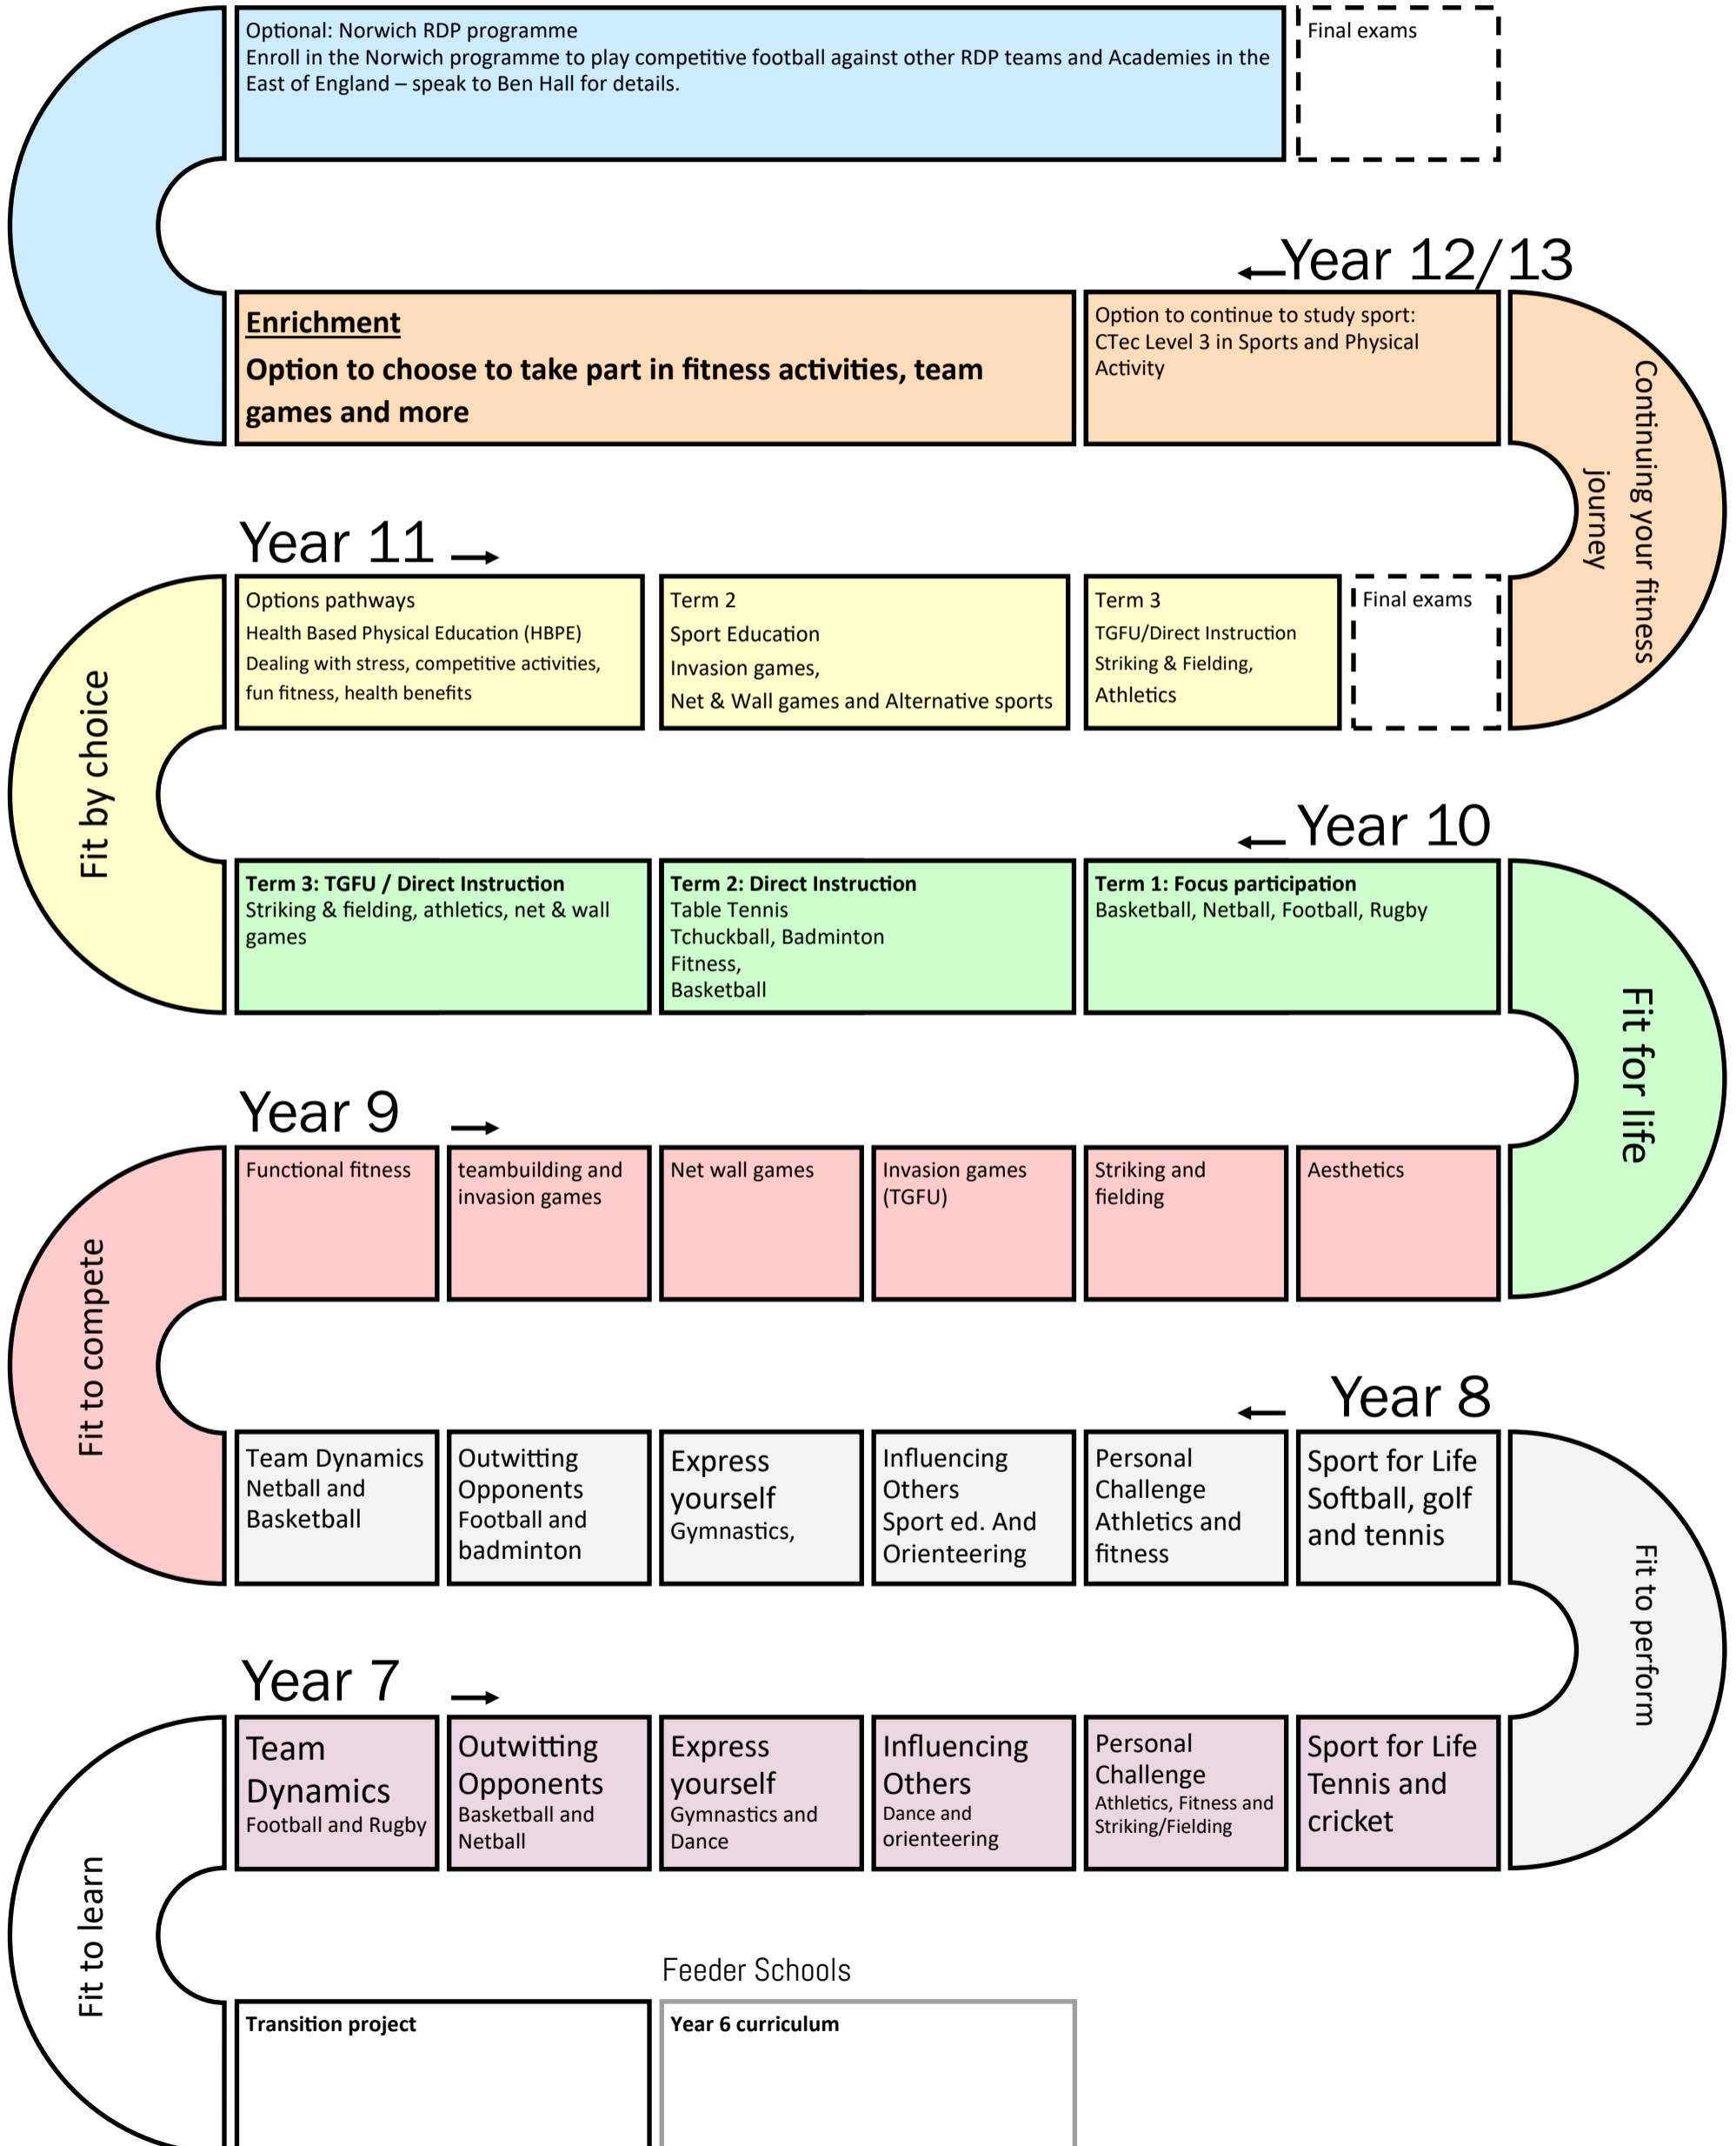 Optional: Norwich RDP programme
Enroll in the Norwich programme to play competitive football against other RDP teams and Academies in the
East of England – speak to Ben Hall for details.
Final exams
Year 12/13
Enrichment
Option to choose to take part in fitness activities, team
games and more
Option to continue to study sport:
CTec Level 3 in Sports and Physical
Activity
Continuing your fitness
journey
Year 11
Options pathways
Health Based Physical Education (HBPE)
Dealing with stress, competitive activities,
fun fitness, health benefits
Term 2
Sport Education
Invasion games,
Net & Wall games and Alternative sports
Term 3
TGFU/Direct Instruction
Striking & Fielding,
Athletics
Final exams
Fit by choice
Year 10
Term 3: TGFU / Direct Instruction
Striking & fielding, athletics, net & wall
games
Term 2: Direct Instruction
Table Tennis
Tchuckball, Badminton
Fitness,
Basketball
Term 1: Focus participation
Basketball, Netball, Football, Rugby
Fit for life
Year 9
Functional fitness
teambuilding and
invasion games
Net wall games
Invasion games
(TGFU)
Striking and
fielding
Aesthetics
Fit to compete
Year 8
Team Dynamics
Netball and
Basketball
Outwitting
Opponents
Football and
badminton
Express
yourself
Gymnastics,
Influencing
Others
Sport ed. And
Orienteering
Personal
Challenge
Athletics and
fitness
Sport for Life
Softball, golf
and tennis
Fit to perform
Year 7
Team
Dynamics
Football and Rugby
Outwitting
Opponents
Basketball and
Netball
Express
yourself
Gymnastics and
Dance
Influencing
Others
Dance and
orienteering
Personal
Challenge
Athletics, Fitness and
Striking/Fielding
Sport for Life
Tennis and
cricket
Fit to learn
Feeder Schools
Transition project
Year 6 curriculum